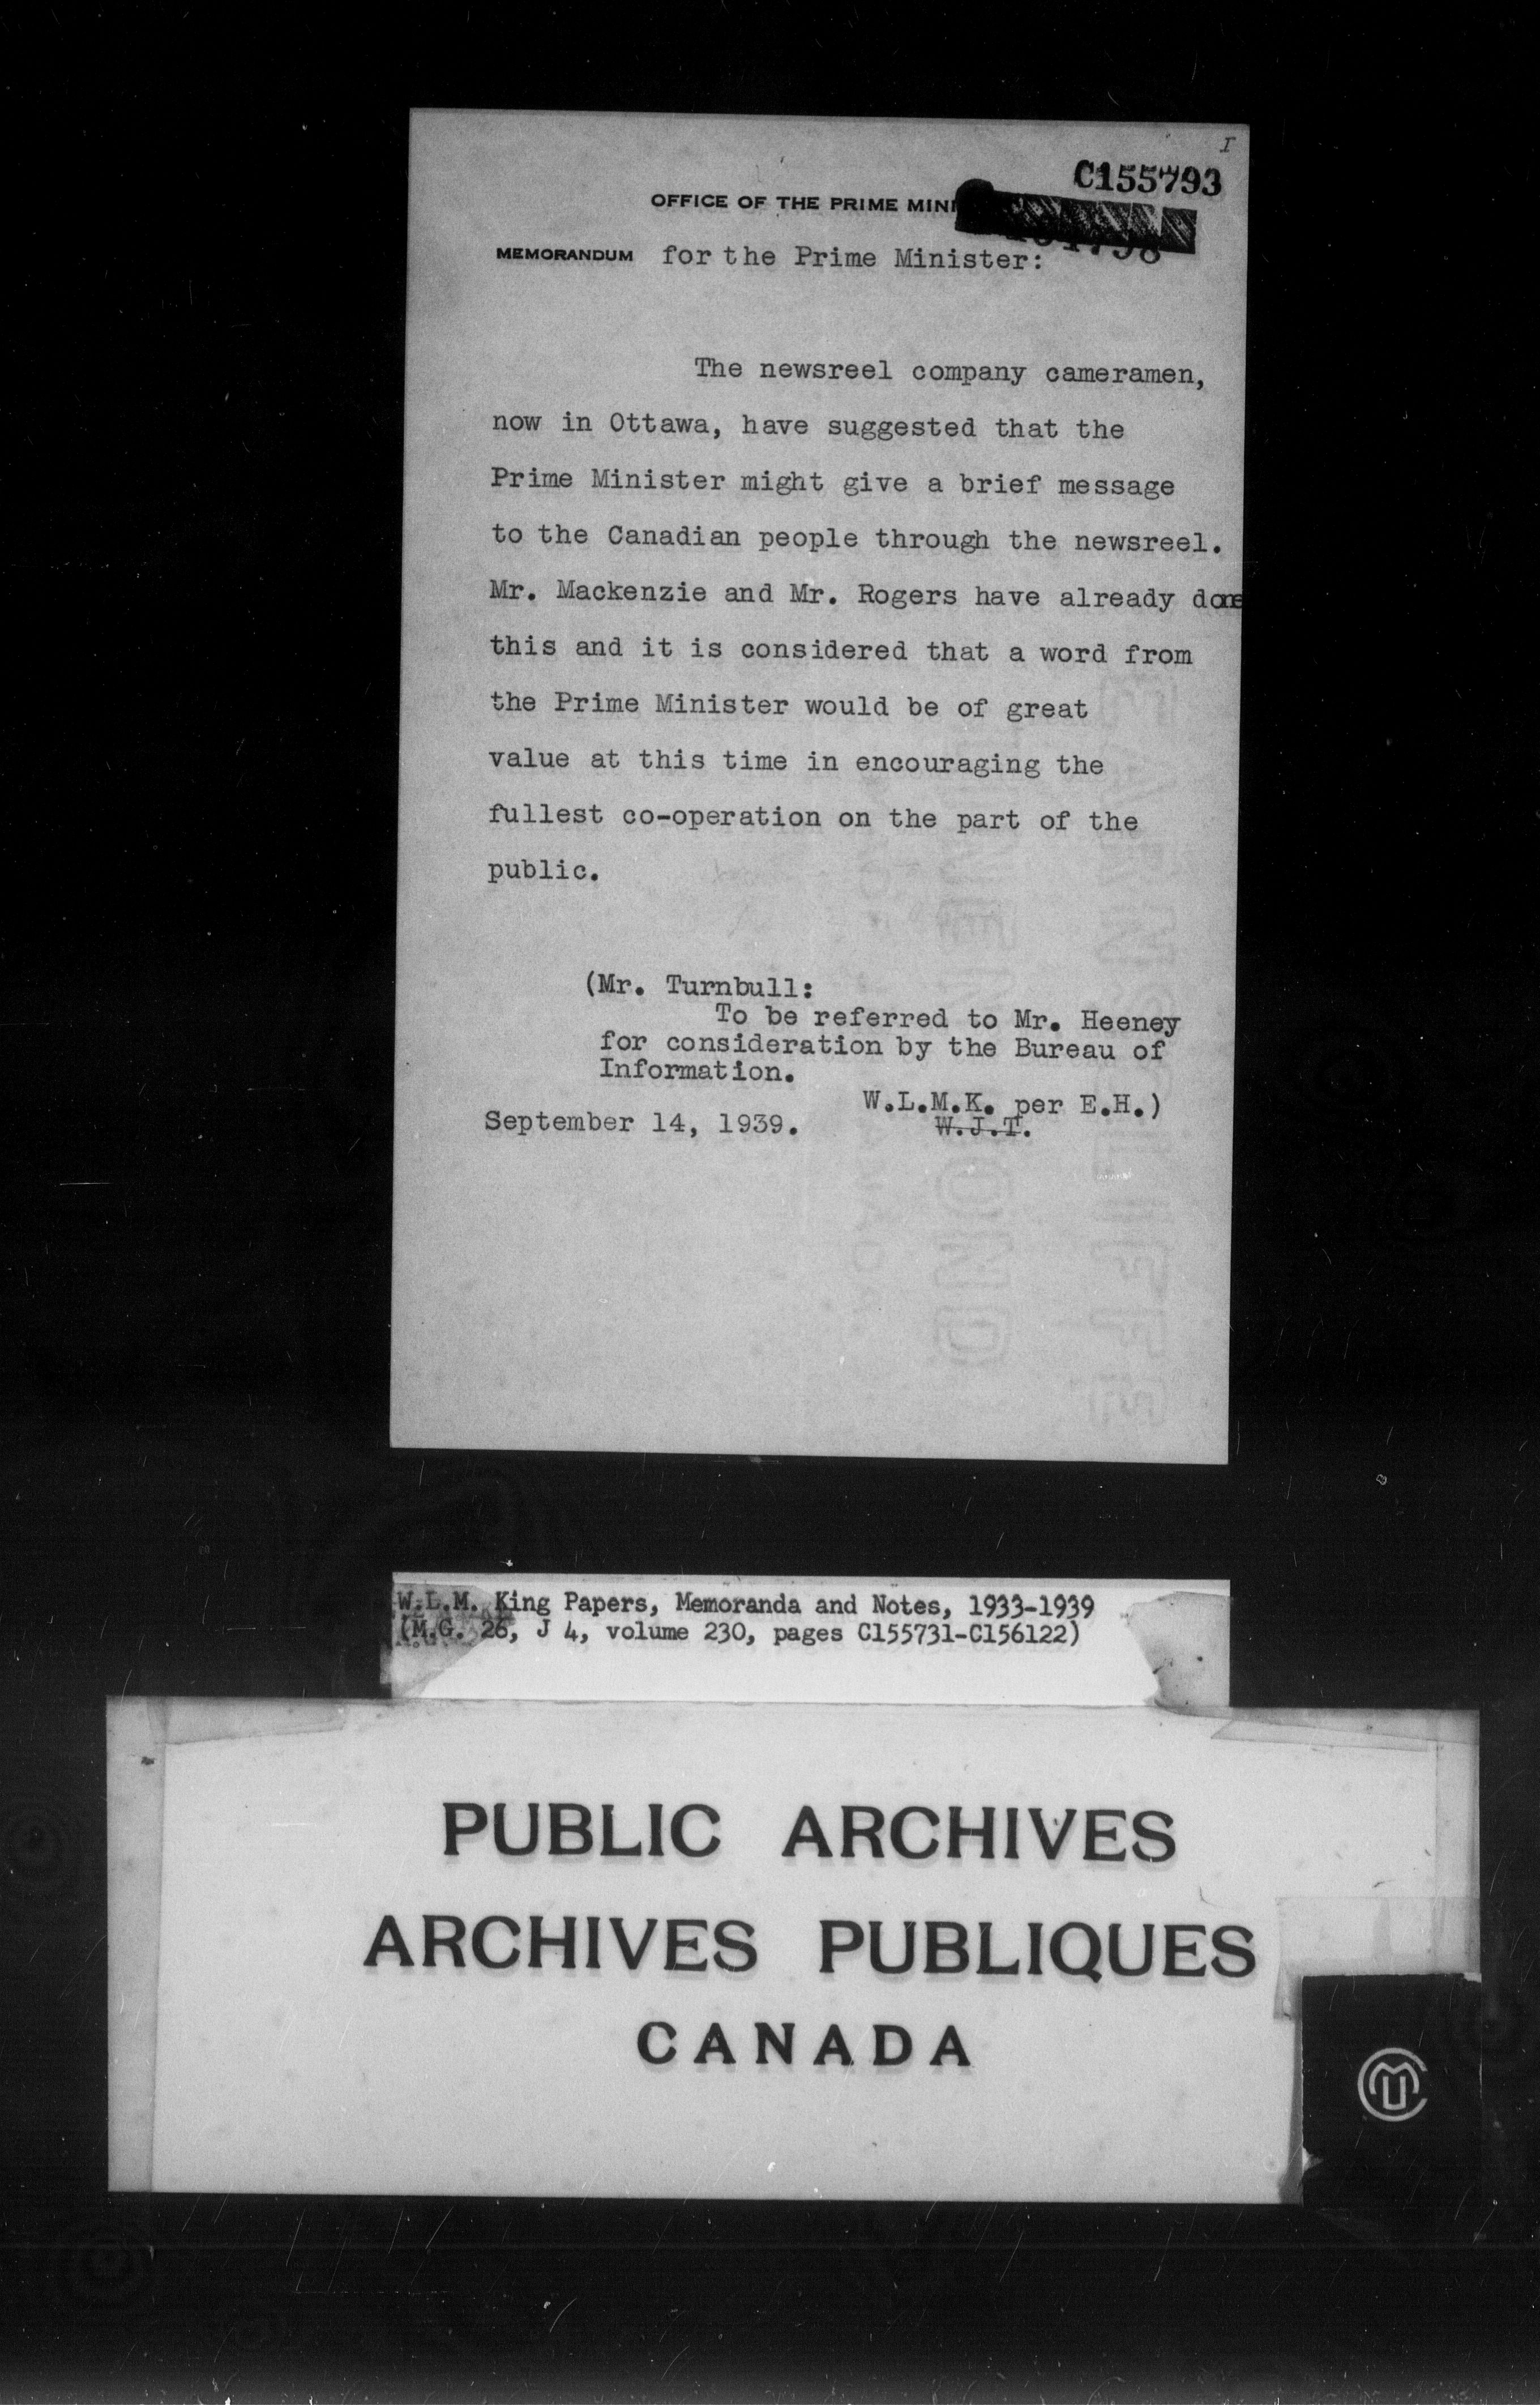 I
C155793
OFFICE OF THE PRIME MINI
MEMORANDUM for the Prime Minister:
The newsreel company cameramen,
now in Ottawa, have suggested that the
Prime Minister might give a brief message
to the Canadian people through the newsreel.
Mr. Mackenzie and Mr. Rogers have already done
this and it is considered that a word from
the Prime Minister would be of great
value at this time in encouraging the
fullest co-operation on the part of the
public.
(Mr. Turnbull:
To be referred to Mr. Heeney
for consideration by the Bureau of
Information.
W.L.M.K. per E.H.)
September 14, 1939. W.J.T.
W.L.M. King Papers, Memoranda and Notes, 1933-1939
(M.G. 26, J 4, volume 230, pages C155731-C156122)
PUBLIC ARCHIVES
ARCHIVES PUBLIQUES
CANADA